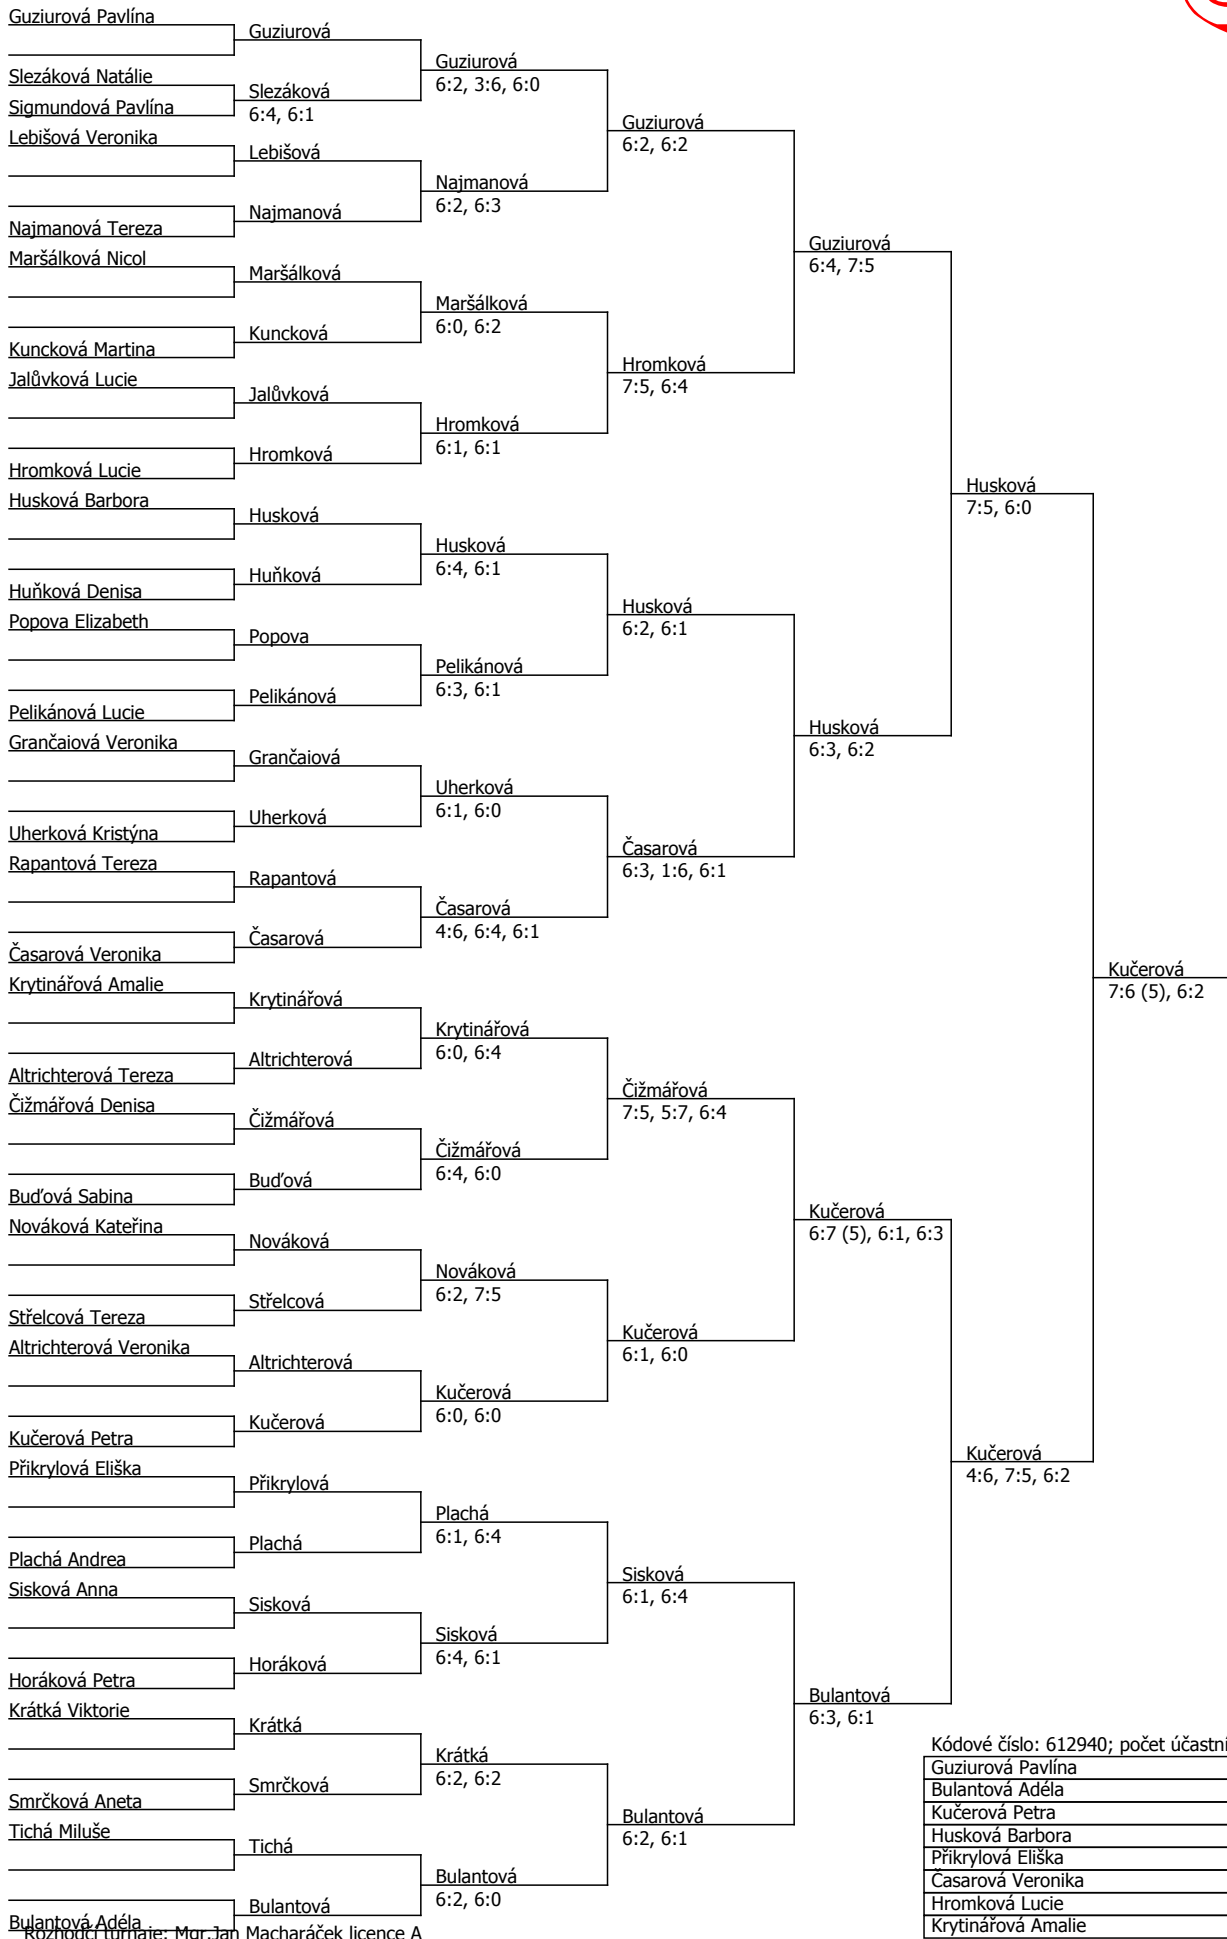 Guziurová Pavlína
Slezáková Natálie
Sigmundová Pavlína
Lebišová Veronika
Najmanová Tereza
Maršálková Nicol
Kuncková Martina
Jalůvková Lucie
Hromková Lucie
Husková Barbora
Huňková Denisa
Popova Elizabeth
Pelikánová Lucie
Grančaiová Veronika
Uherková Kristýna
Rapantová Tereza
Časarová Veronika
Krytinářová Amalie
Altrichterová Tereza
Čižmářová Denisa
Buďová Sabina
Nováková Kateřina
Střelcová Tereza
Altrichterová Veronika
Kučerová Petra
Přikrylová Eliška
Plachá Andrea
Sisková Anna
Horáková Petra
Krátká Viktorie
Smrčková Aneta
Tichá Miluše
Bulantová Adéla
Guziurová
Slezáková
6:4, 6:1
Lebišová
Najmanová
Maršálková
Kuncková
Jalůvková
Hromková
Husková
Huňková
Popova
Pelikánová
Grančaiová
Uherková
Rapantová
Časarová
Krytinářová
Altrichterová
Čižmářová
Buďová
Nováková
Střelcová
Altrichterová
Kučerová
Přikrylová
Plachá
Sisková
Horáková
Krátká
Smrčková
Tichá
Bulantová
Guziurová
6:2, 3:6, 6:0
Najmanová
6:2, 6:3
Maršálková
6:0, 6:2
Hromková
6:1, 6:1
Husková
6:4, 6:1
Pelikánová
6:3, 6:1
Uherková
6:1, 6:0
Časarová
4:6, 6:4, 6:1
Krytinářová
6:0, 6:4
Čižmářová
6:4, 6:0
Nováková
6:2, 7:5
Kučerová
6:0, 6:0
Plachá
6:1, 6:4
Sisková
6:4, 6:1
Krátká
6:2, 6:2
Bulantová
6:2, 6:0
Guziurová
6:2, 6:2
Hromková
7:5, 6:4
Husková
6:2, 6:1
Časarová
6:3, 1:6, 6:1
Čižmářová
7:5, 5:7, 6:4
Kučerová
6:1, 6:0
Sisková
6:1, 6:4
Bulantová
6:2, 6:1
Guziurová
6:4, 7:5
Husková
6:3, 6:2
Kučerová
6:7 (5), 6:1, 6:3
Bulantová
6:3, 6:1
Husková
7:5, 6:0
Kučerová
4:6, 7:5, 6:2
Kučerová
7:6 (5), 6:2
Kódové číslo: 612940; počet účastni
Guziurová Pavlína
Bulantová Adéla
Kučerová Petra
Husková Barbora
Přikrylová Eliška
Časarová Veronika
Hromková Lucie
Krytinářová Amalie
Rozhodčí turnaje: Mgr.Jan Macharáček licence A